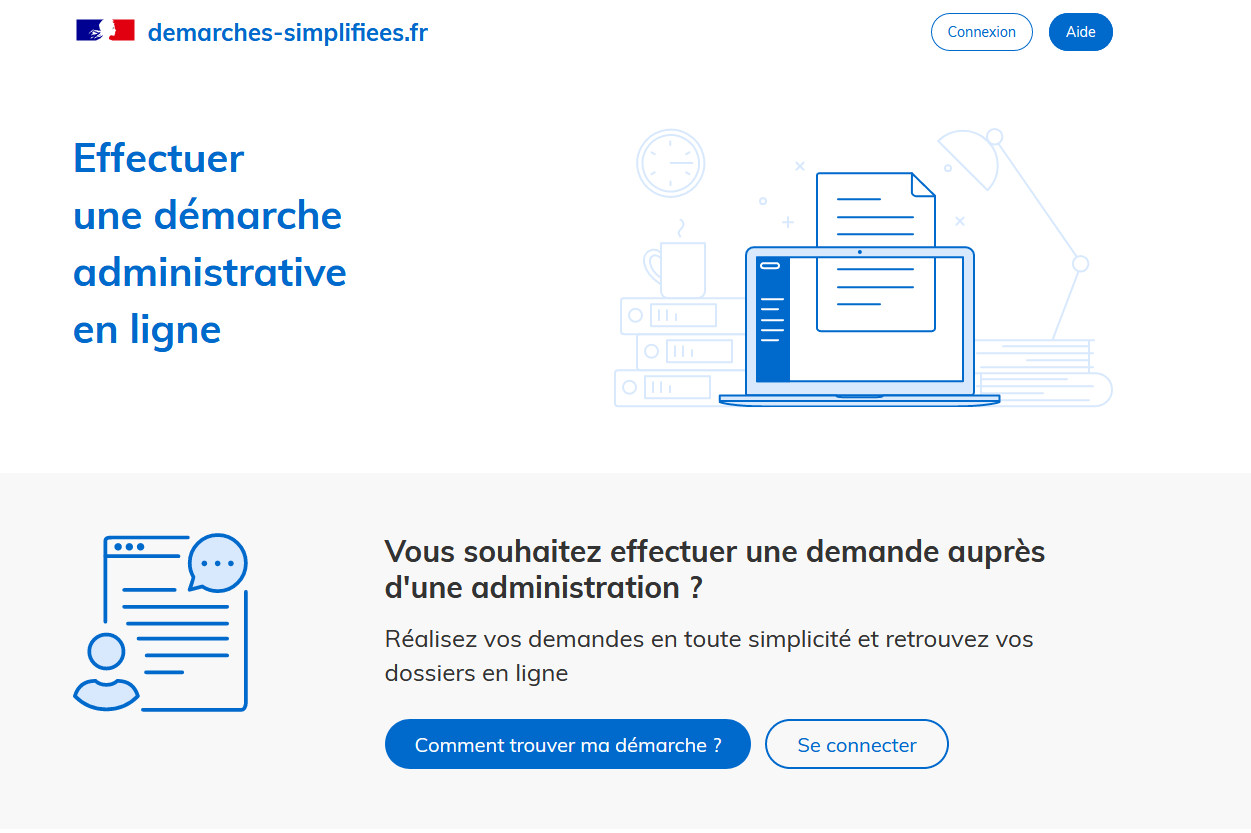 demarches-simplifiees.fr
Connexion
Aide
Effectuer
une démarche
administrative
en ligne
Vous souhaitez effectuer une demande auprès
d'une administration ?
Réalisez vos demandes en toute simplicité et retrouvez vos
dossiers en ligne
Comment trouver ma démarche ?
Se connecter